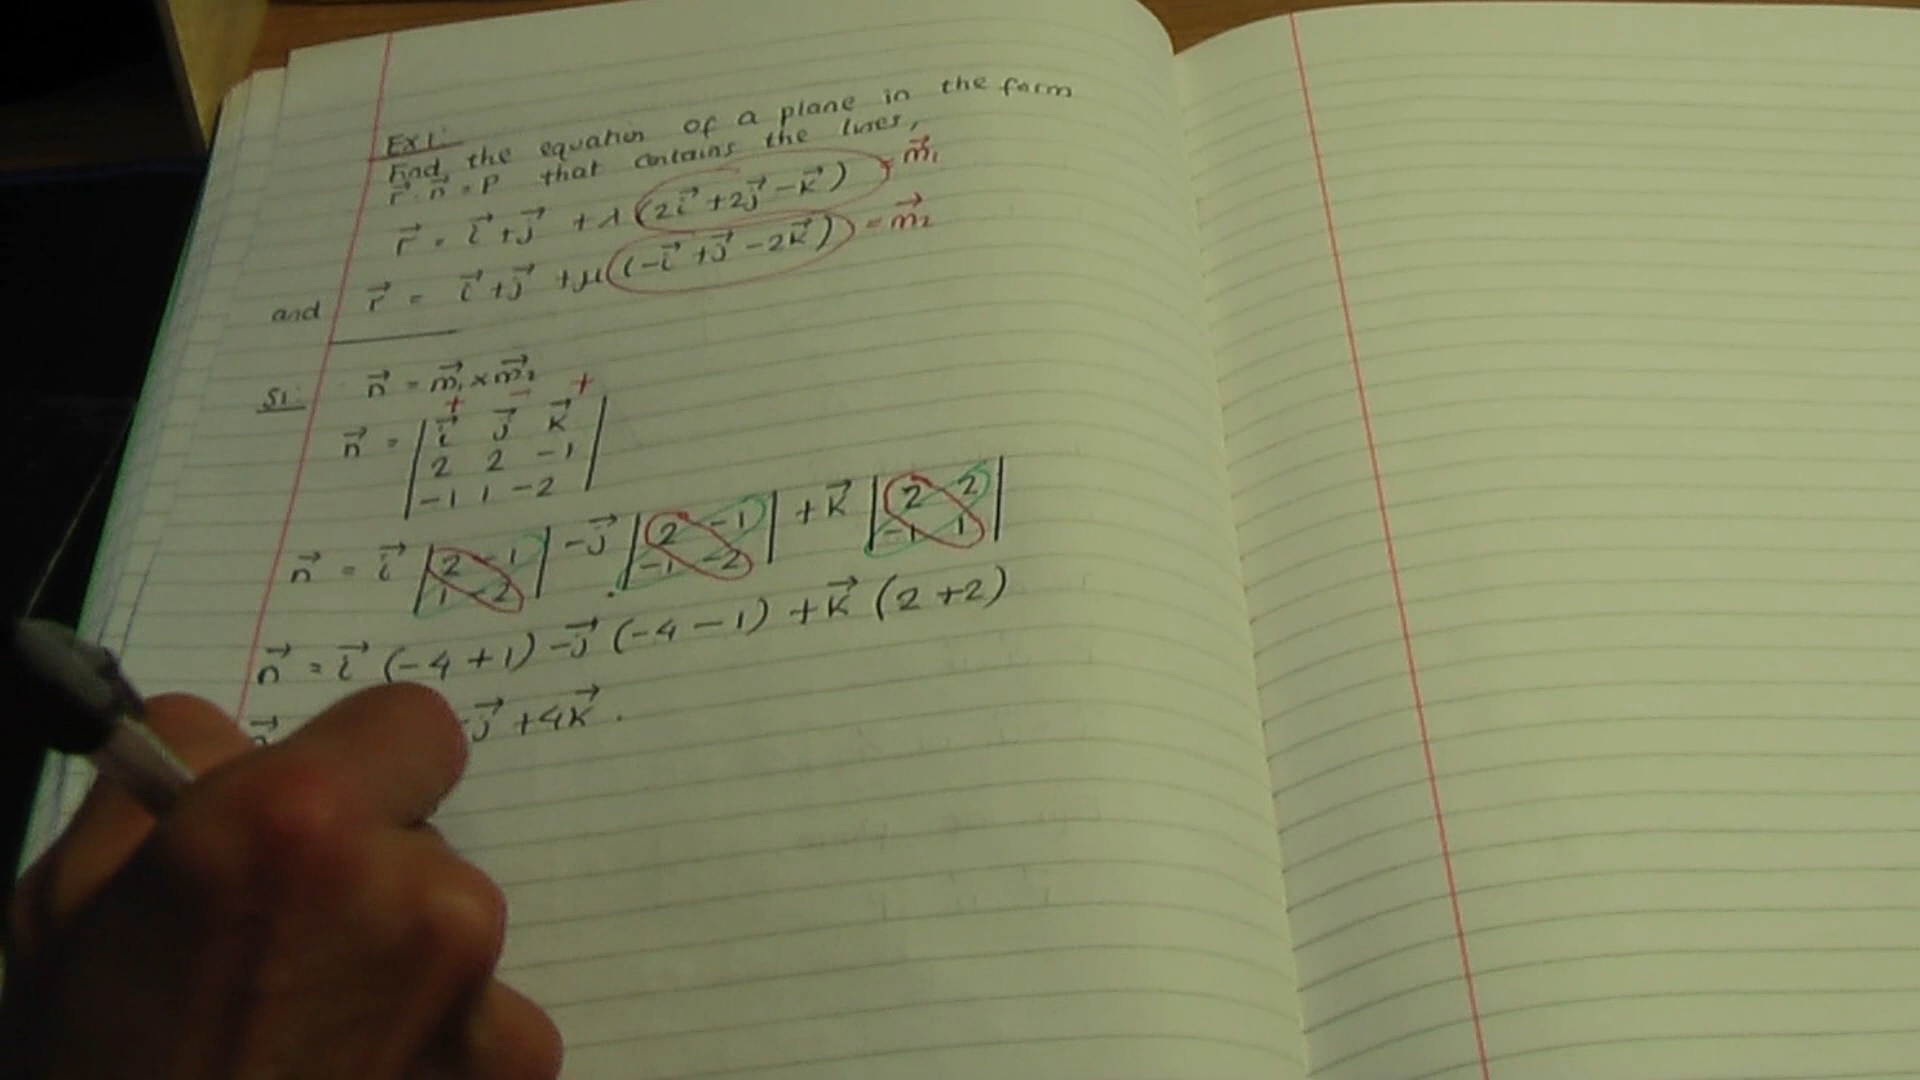 Ex1:
Find the equation of a plane in the form
r⃗ . n⃗ = P that contains the lines,
r⃗ = i⃗ + j⃗ + λ (2i⃗ + 2j⃗ - k⃗) = m⃗₁
and r⃗ = i⃗ + j⃗ + μ (-i⃗ + j⃗ - 2k⃗) = m⃗₂
S1: n⃗ = m⃗₁ × m⃗₂
+ - +
n⃗ = | i⃗ j⃗ k⃗ |
2 2 -1
-1 1 -2
n⃗ = i⃗ | 2 -1 | - j⃗ | 2 -1 | + k⃗ | 2 2 |
1 -2 -1 -2 -1 1
n⃗ = i⃗ (-4 + 1) - j⃗ (-4 - 1) + k⃗ (2 + 2)
n⃗ j⃗ + 4k⃗ .